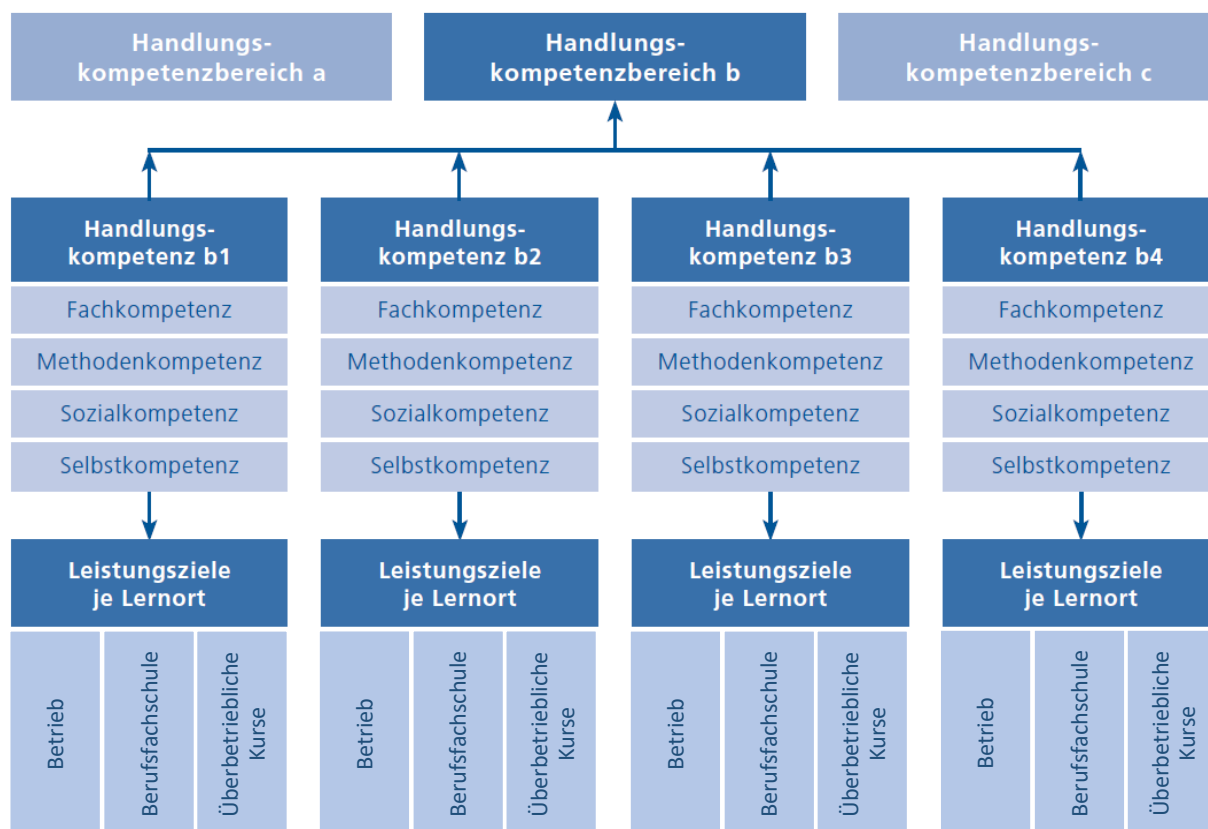 Handlungs-
kompetenzbereich a
Handlungs-
kompetenzbereich b
Handlungs-
kompetenzbereich c
Handlungs-
kompetenz b1
Handlungs-
kompetenz b2
Handlungs-
kompetenz b3
Handlungs-
kompetenz b4
Fachkompetenz
Fachkompetenz
Fachkompetenz
Fachkompetenz
Methodenkompetenz
Methodenkompetenz
Methodenkompetenz
Methodenkompetenz
Sozialkompetenz
Sozialkompetenz
Sozialkompetenz
Sozialkompetenz
Selbstkompetenz
Selbstkompetenz
Selbstkompetenz
Selbstkompetenz
Leistungsziele
je Lernort
Leistungsziele
je Lernort
Leistungsziele
je Lernort
Leistungsziele
je Lernort
Betrieb
Berufsfachschule
Überbetriebliche
Kurse
Betrieb
Berufsfachschule
Überbetriebliche
Kurse
Betrieb
Berufsfachschule
Überbetriebliche
Kurse
Betrieb
Berufsfachschule
Überbetriebliche
Kurse